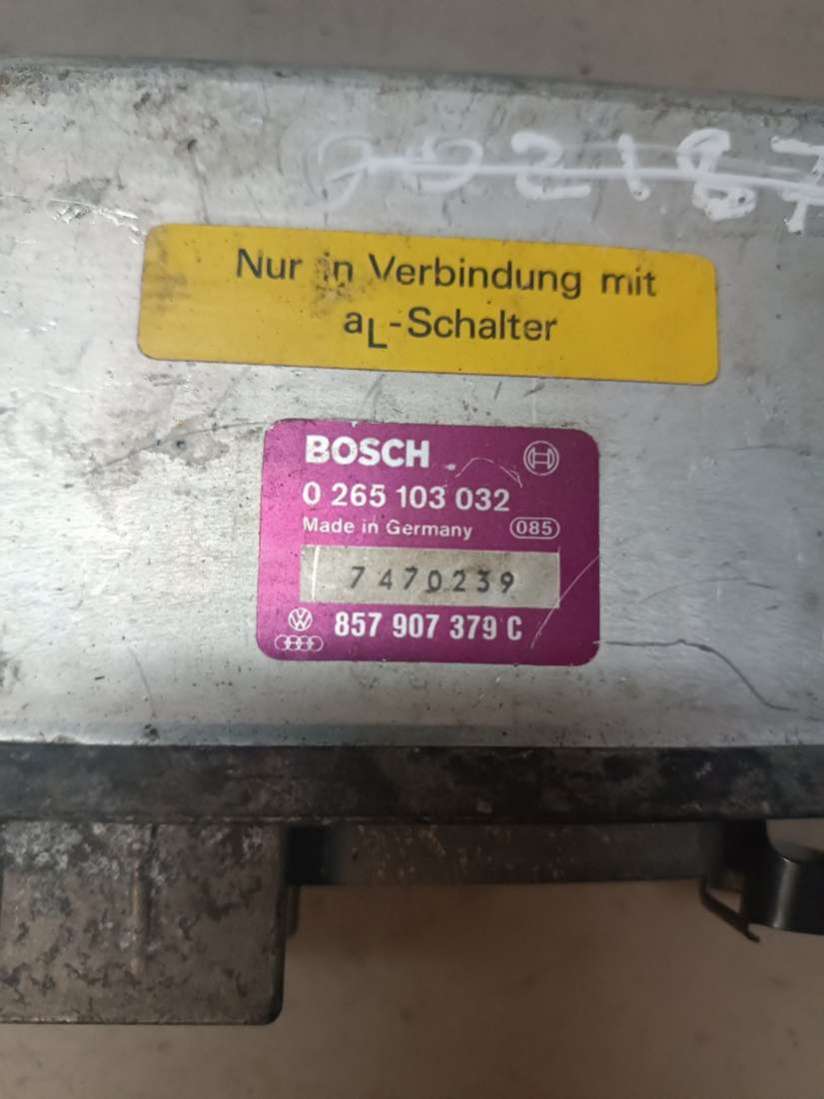 002187
Nur in Verbindung mit
aL-Schalter
BOSCH
0 265 103 032
Made in Germany 085
7470239
857 907 379 C